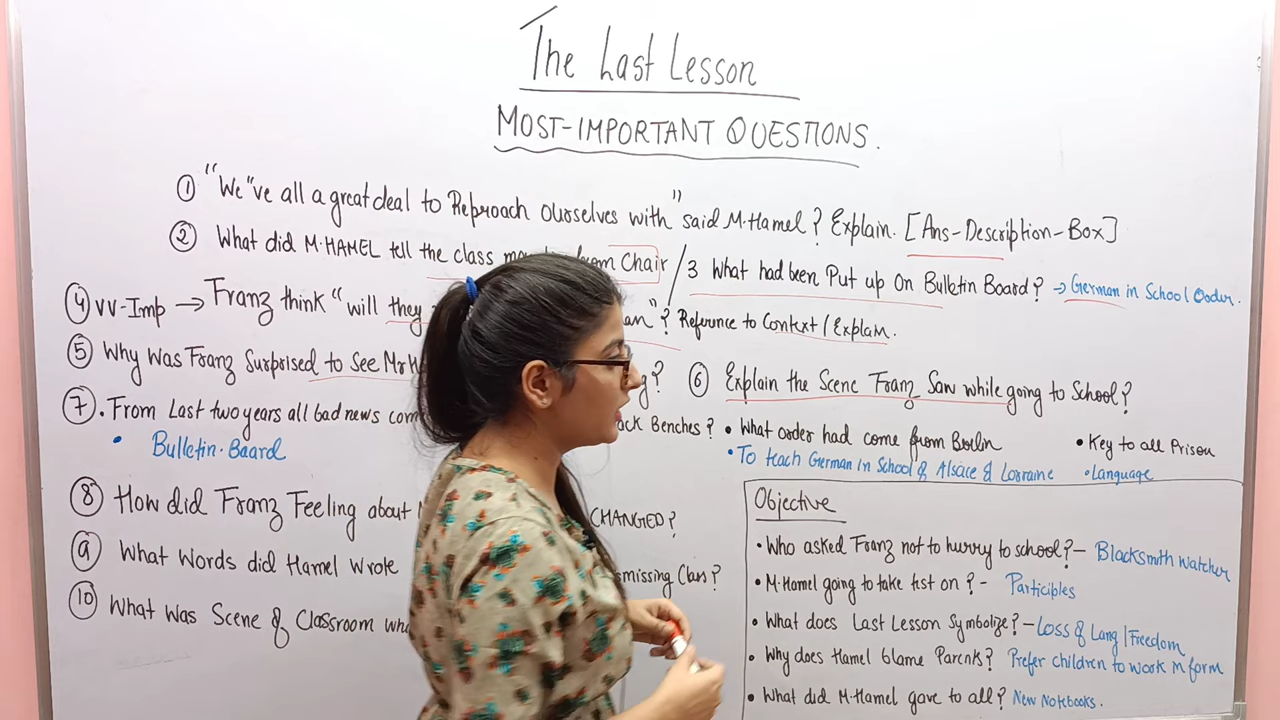 The Last Lesson
MOST-IMPORTANT QUESTIONS.
① "We"ve all a great deal to Reproach Ourselves with" said M.Hamel? Explain. [Ans-Description-Box]
② What did M.HAMEL tell the class from Chair / 3 What had been Put up On Bulletin Board? → German in School Order.
④ VV-Imp → Franz think "will they "? Reference to Context / Explain.
⑤ Why Was Franz Surprised to See Mr ? ⑥ Explain the Scene Franz Saw while going to School?
⑦. From Last two years all bad news Benches? • What order had come from Berlin • Key to all Prison
• Bulletin-Baard • To teach German in School of Alsace & Lorraine • Language
⑧ How did Franz Feeling about CHANGED?
⑨ What Words did Hamel Wrote Class?
⑩ What Was Scene of Classroom
Objective
• Who asked Franz not to hurry to school? - Blacksmith Watcher
• M.Hamel going to take test on? - Participles
• What does Last Lesson Symbolize? - Loss of Lang / Freedom
• Why does Hamel blame Parents? Prefer children to work in form
• What did M.Hamel gave to all? New Notebooks.